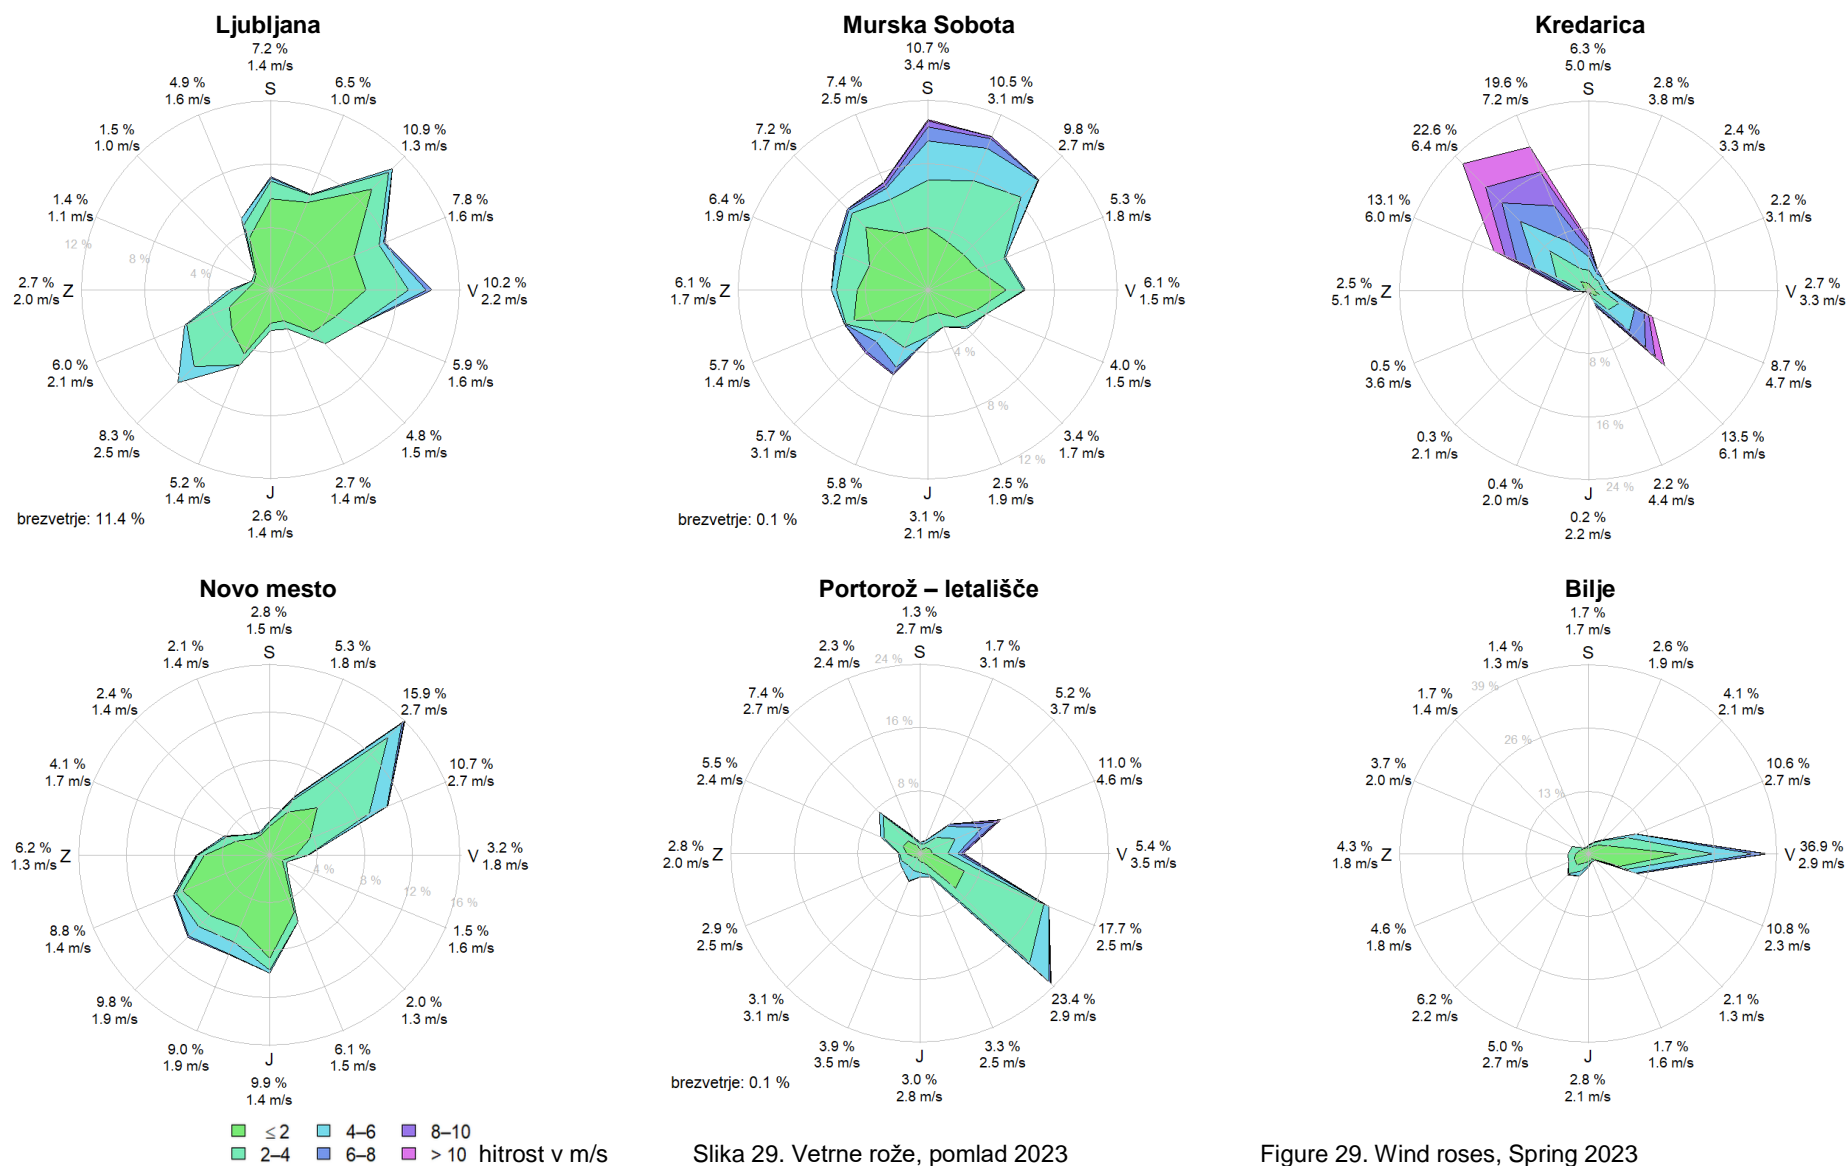 Ljubljana
7.2 %
1.4 m/s
S
6.5 %
1.0 m/s
10.9 %
1.3 m/s
7.8 %
1.6 m/s
V
10.2 %
2.2 m/s
5.9 %
1.6 m/s
4.8 %
1.5 m/s
2.7 %
1.4 m/s
J
2.6 %
1.4 m/s
5.2 %
1.4 m/s
8.3 %
2.5 m/s
6.0 %
2.1 m/s
2.7 %
2.0 m/s
Z
1.4 %
1.1 m/s
1.5 %
1.0 m/s
4.9 %
1.6 m/s
12 %
8 %
4 %
brezvetrje: 11.4 %
Murska Sobota
10.7 %
3.4 m/s
S
10.5 %
3.1 m/s
9.8 %
2.7 m/s
5.3 %
1.8 m/s
V
6.1 %
1.5 m/s
4.0 %
1.5 m/s
3.4 %
1.7 m/s
2.5 %
1.9 m/s
J
3.1 %
2.1 m/s
5.8 %
3.2 m/s
5.7 %
3.1 m/s
5.7 %
1.4 m/s
6.1 %
1.7 m/s
Z
6.4 %
1.9 m/s
7.2 %
1.7 m/s
7.4 %
2.5 m/s
4 %
8 %
12 %
brezvetrje: 0.1 %
Kredarica
6.3 %
5.0 m/s
S
2.8 %
3.8 m/s
2.4 %
3.3 m/s
2.2 %
3.1 m/s
V
2.7 %
3.3 m/s
8.7 %
4.7 m/s
13.5 %
6.1 m/s
2.2 %
4.4 m/s
J
0.2 %
2.2 m/s
0.4 %
2.0 m/s
0.3 %
2.1 m/s
0.5 %
3.6 m/s
2.5 %
5.1 m/s
Z
13.1 %
6.0 m/s
22.6 %
6.4 m/s
19.6 %
7.2 m/s
8 %
16 %
24 %
Novo mesto
2.8 %
1.5 m/s
S
5.3 %
1.8 m/s
15.9 %
2.7 m/s
10.7 %
2.7 m/s
V
3.2 %
1.8 m/s
1.5 %
1.6 m/s
2.0 %
1.3 m/s
6.1 %
1.5 m/s
J
9.9 %
1.4 m/s
9.0 %
1.9 m/s
9.8 %
1.9 m/s
8.8 %
1.4 m/s
6.2 %
1.3 m/s
Z
4.1 %
1.7 m/s
2.4 %
1.4 m/s
2.1 %
1.4 m/s
4 %
8 %
12 %
16 %
Portorož – letališče
1.3 %
2.7 m/s
S
1.7 %
3.1 m/s
5.2 %
3.7 m/s
11.0 %
4.6 m/s
V
5.4 %
3.5 m/s
17.7 %
2.5 m/s
23.4 %
2.9 m/s
3.3 %
2.5 m/s
J
3.0 %
2.8 m/s
3.9 %
3.5 m/s
3.1 %
3.1 m/s
2.9 %
2.5 m/s
2.8 %
2.0 m/s
Z
5.5 %
2.4 m/s
7.4 %
2.7 m/s
2.3 %
2.4 m/s
24 %
16 %
8 %
brezvetrje: 0.1 %
Bilje
1.7 %
1.7 m/s
S
2.6 %
1.9 m/s
4.1 %
2.1 m/s
10.6 %
2.7 m/s
V
36.9 %
2.9 m/s
10.8 %
2.3 m/s
2.1 %
1.3 m/s
1.7 %
1.6 m/s
J
2.8 %
2.1 m/s
5.0 %
2.7 m/s
6.2 %
2.2 m/s
4.6 %
1.8 m/s
4.3 %
1.8 m/s
Z
3.7 %
2.0 m/s
1.7 %
1.4 m/s
1.4 %
1.3 m/s
39 %
26 %
13 %
≤ 2 4–6 8–10
2–4 6–8 > 10 hitrost v m/s
Slika 29. Vetrne rože, pomlad 2023
Figure 29. Wind roses, Spring 2023